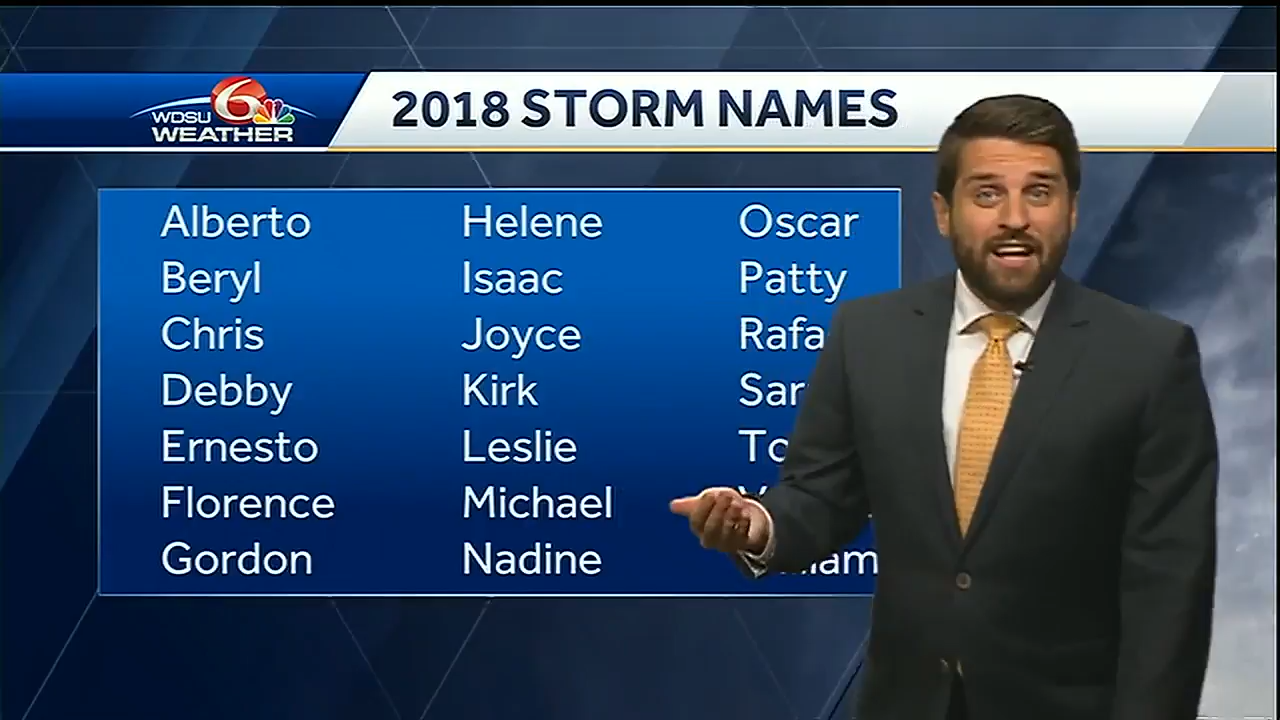 WDSU 6
WEATHER
2018 STORM NAMES
Alberto Helene Oscar
Beryl Isaac Patty
Chris Joyce
Debby Kirk
Ernesto Leslie
Florence Michael
Gordon Nadine